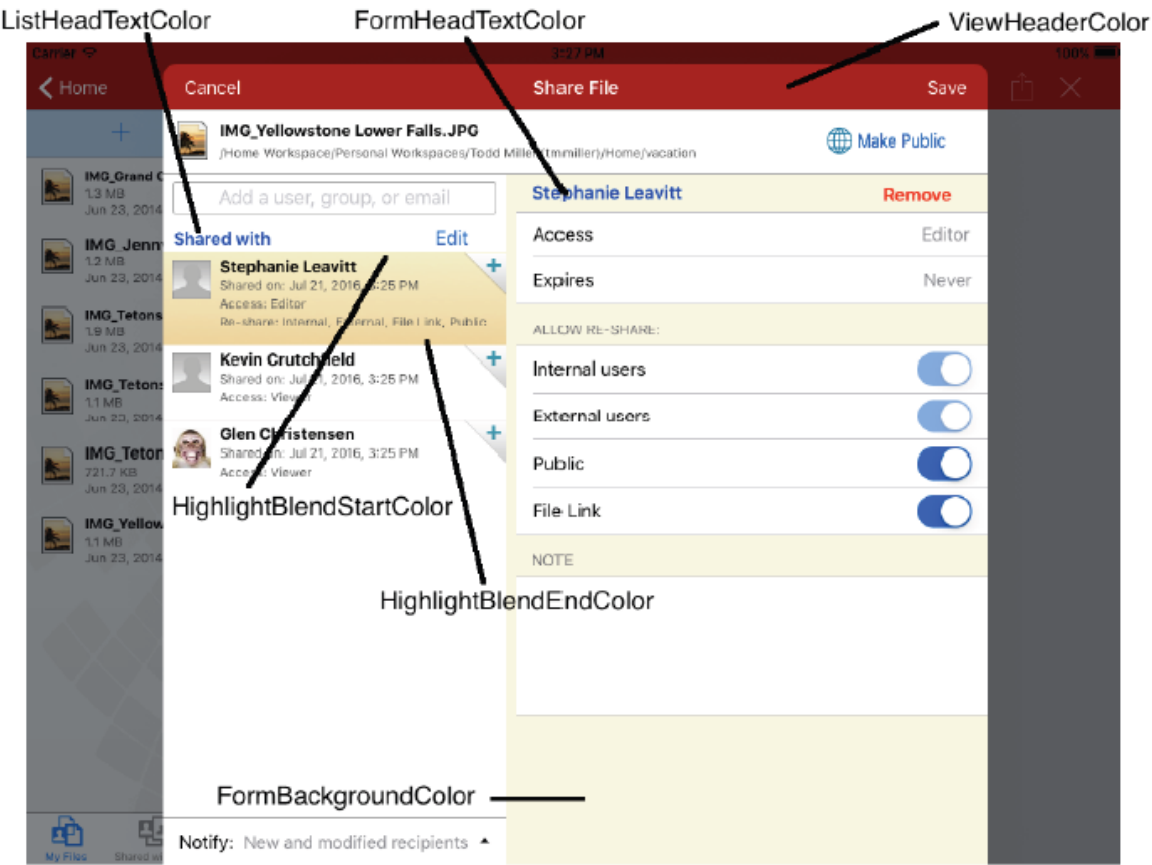 ListHeadTextColor FormHeadTextColor ViewHeaderColor
Carrier 3:27 PM 100%
Home Cancel Share File Save
IMG_Yellowstone Lower Falls.JPG
/Home Workspace/Personal Workspaces/Todd Miller (tmmiller)/Home/vacation
Make Public
IMG_Grand C
1.3 MB
Jun 23, 2014
Add a user, group, or email
Stephanie Leavitt Remove
Shared with Edit
Access Editor
IMG_Jenn
1.2 MB
Jun 23, 2014
Stephanie Leavitt
Shared on: Jul 21, 2016, 3:25 PM
Access: Editor
Re-share: Internal, External, File Link, Public
Expires Never
IMG_Tetons
1.9 MB
Jun 23, 2014
ALLOW RE-SHARE:
Kevin Crutchfield
Shared on: Jul 21, 2016, 3:25 PM
Access: Viewer
Internal users
IMG_Tetons
1.1 MB
Jun 23, 2014
External users
Glen Christensen
Shared on: Jul 21, 2016, 3:25 PM
Access: Viewer
Public
IMG_Teton
721.7 KB
Jun 23, 2014
HighlightBlendStartColor
File Link
IMG_Yellow
1.1 MB
Jun 23, 2014
NOTE
HighlightBlendEndColor
FormBackgroundColor
Notify: New and modified recipients
My Files Shared wi